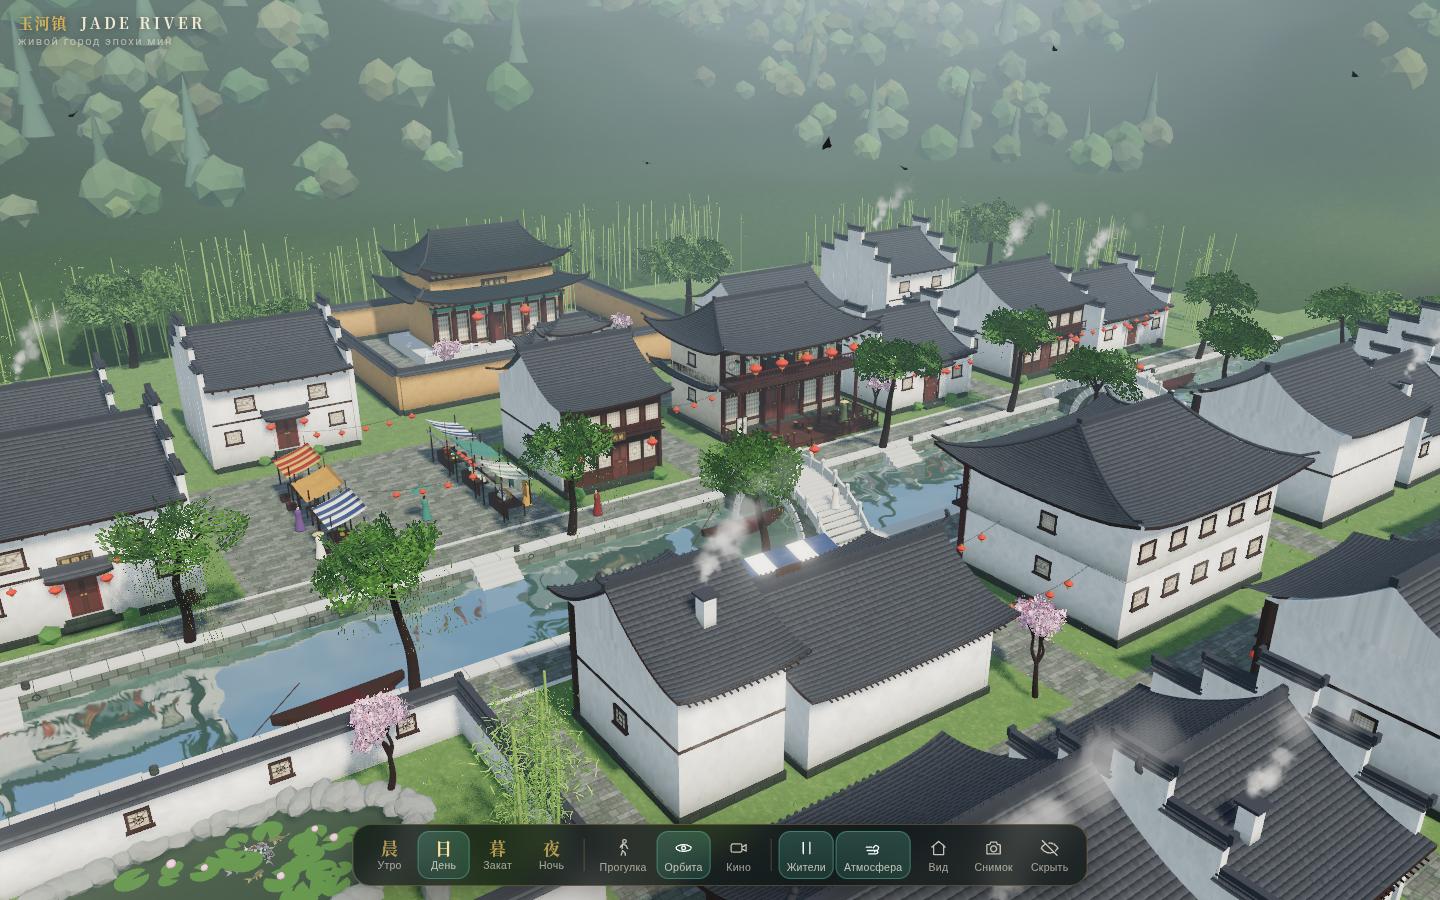 玉河镇 JADE RIVER
живой город эпохи мин
晨 日 暮 夜
Утро День Закат Ночь Прогулка Орбита Кино Жители Атмосфера Вид Снимок Скрыть